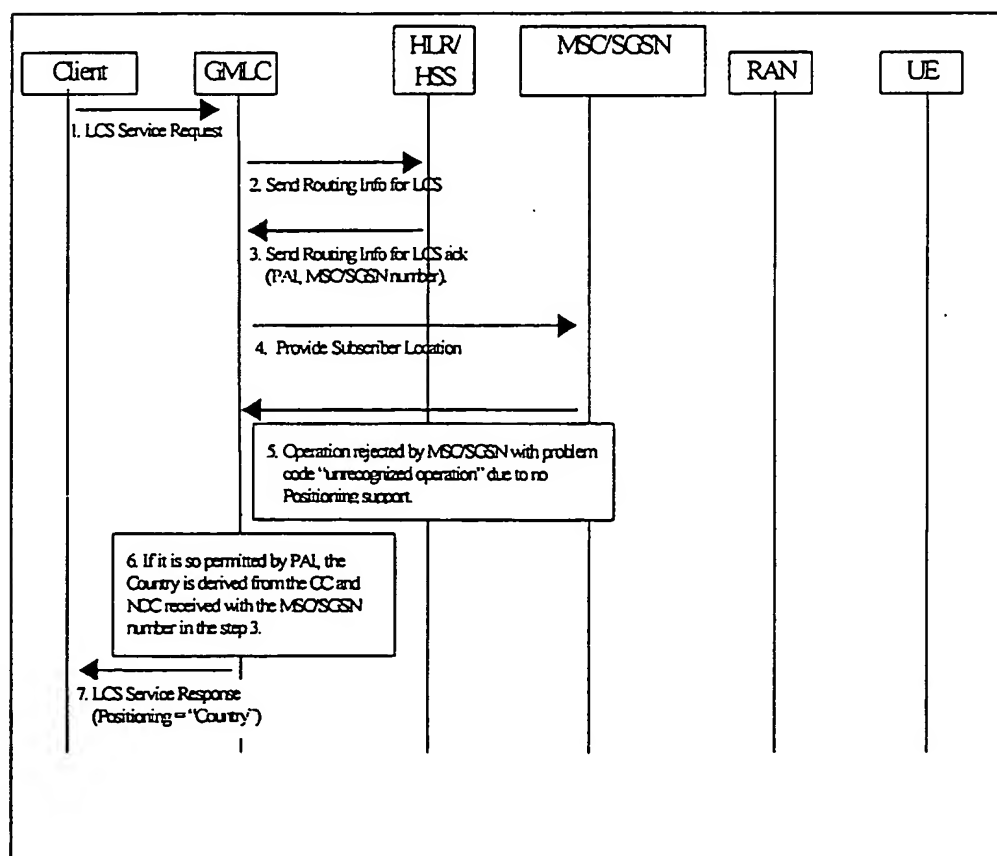 Client
GMLC
HLR/
HSS
MSC/SGSN
RAN
UE
1. LCS Service Request
2. Send Routing Info for LCS
3. Send Routing Info for LCS ack
(PAI, MSC/SGSN number).
4. Provide Subscriber Location
5. Operation rejected by MSC/SGSN with problem
code "unrecognized operation" due to no
Positioning support.
6. If it is so permitted by PAI, the
Country is derived from the CC and
NDC received with the MSC/SGSN
number in the step 3.
7. LCS Service Response
(Positioning = "Country")